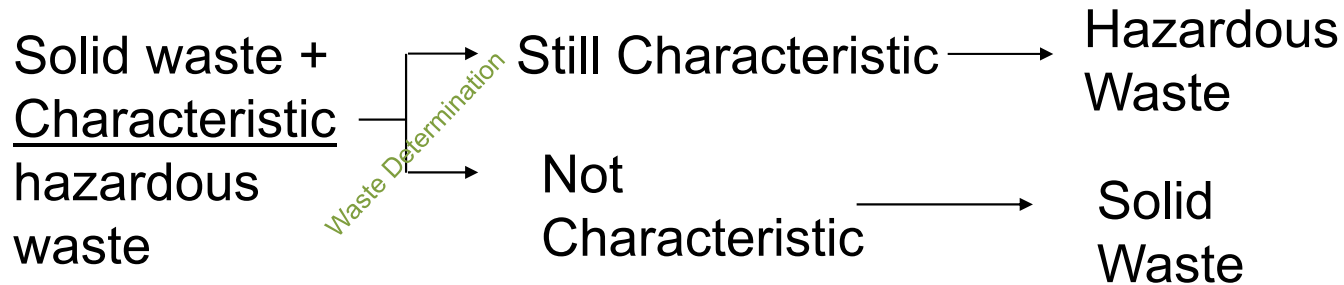 Solid waste +
Characteristic
hazardous
waste
Waste Determination
Still Characteristic
Not
Characteristic
Hazardous
Waste
Solid
Waste